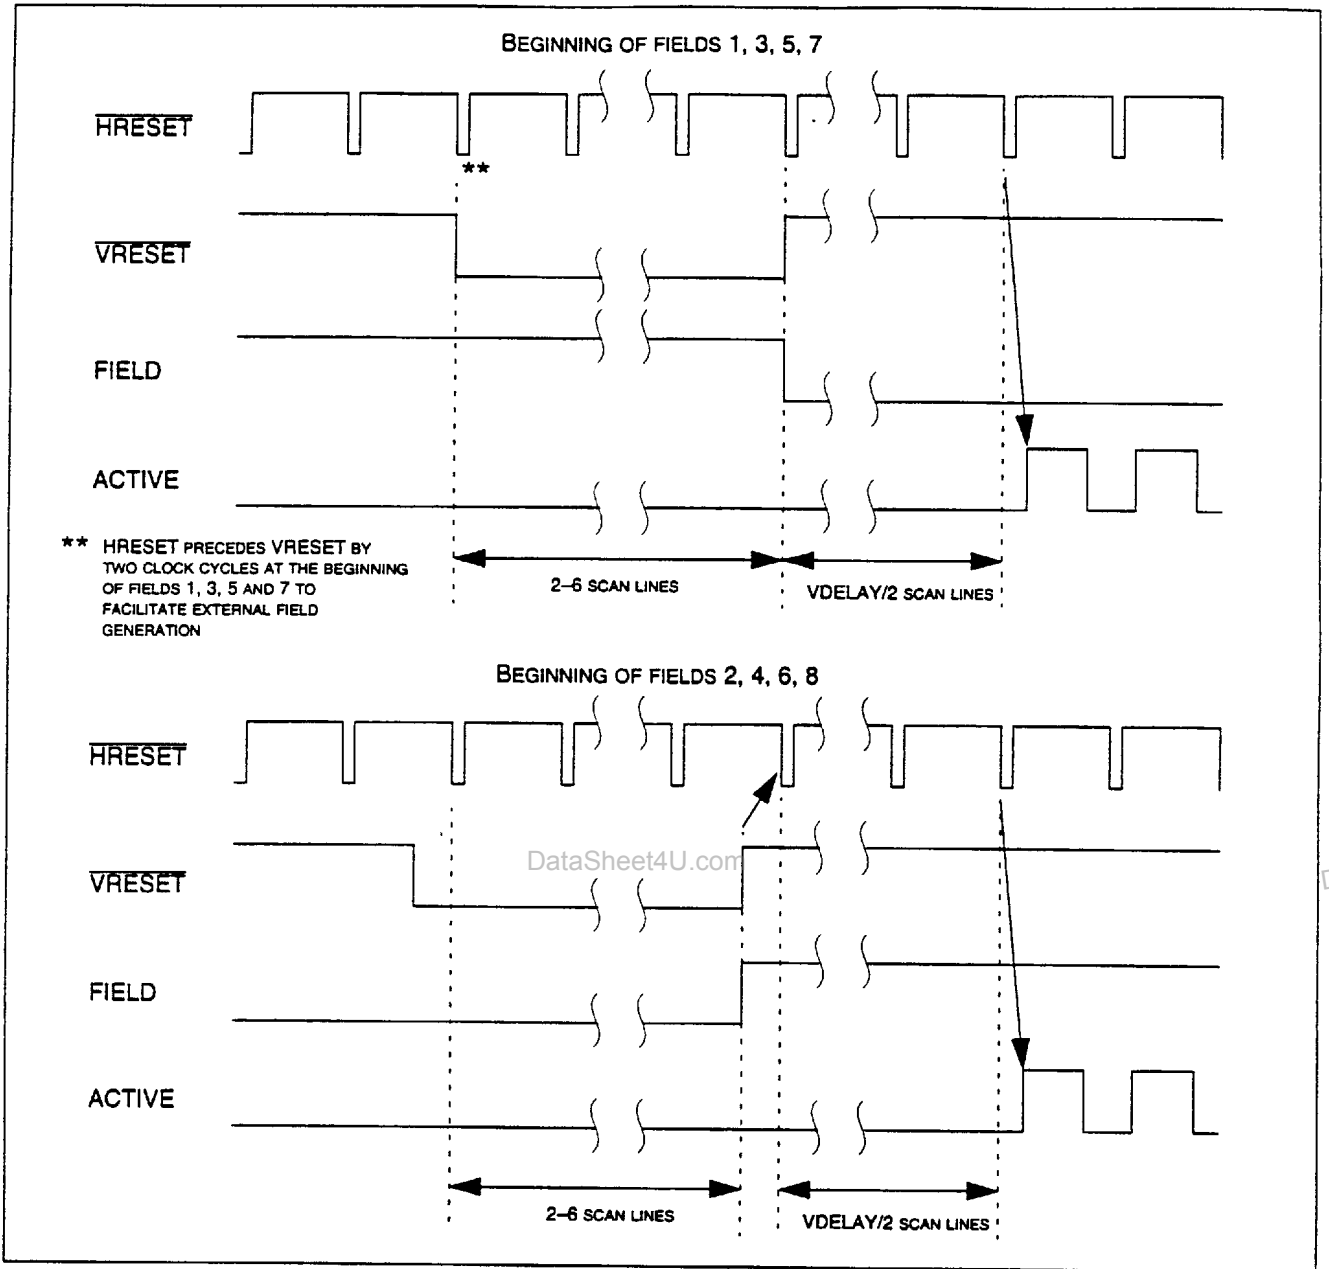 BEGINNING OF FIELDS 1, 3, 5, 7
HRESET
**
VRESET
FIELD
ACTIVE
** HRESET PRECEDES VRESET BY
TWO CLOCK CYCLES AT THE BEGINNING
OF FIELDS 1, 3, 5 AND 7 TO
FACILITATE EXTERNAL FIELD
GENERATION
2–6 SCAN LINES
VDELAY/2 SCAN LINES
BEGINNING OF FIELDS 2, 4, 6, 8
HRESET
DataSheet4U.com
VRESET
FIELD
ACTIVE
2–6 SCAN LINES
VDELAY/2 SCAN LINES